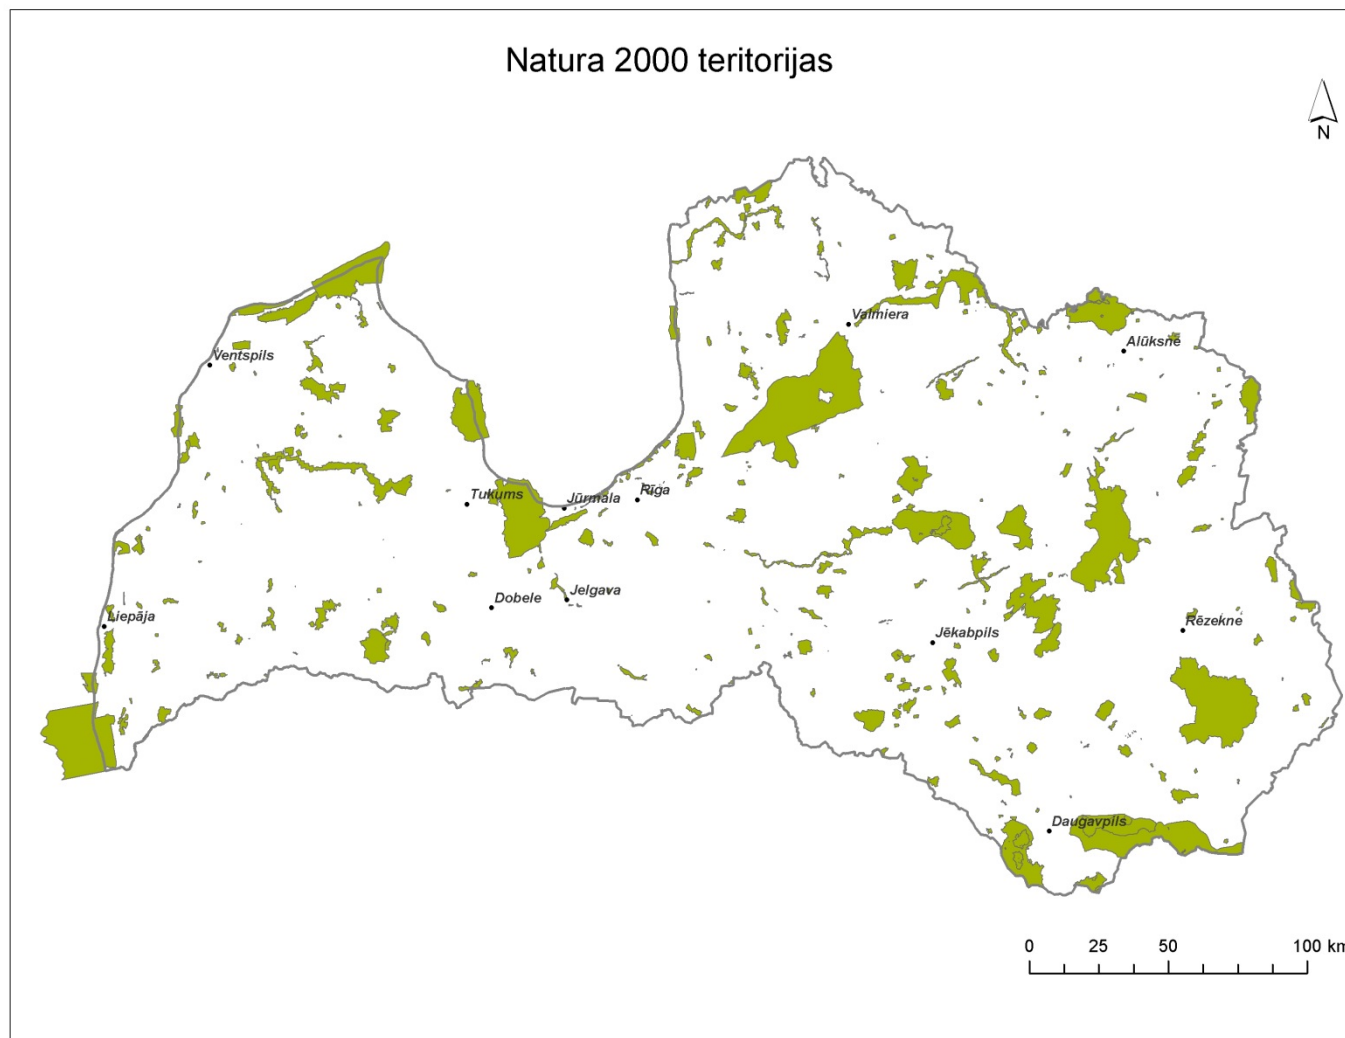 Natura 2000 teritorijas
N
Valmiera
Alūksne
Ventspils
Tukums
Jūrmala
Rīga
Dobele
Jelgava
Liepāja
Jēkabpils
Rēzekne
Daugavpils
0 25 50 100 km